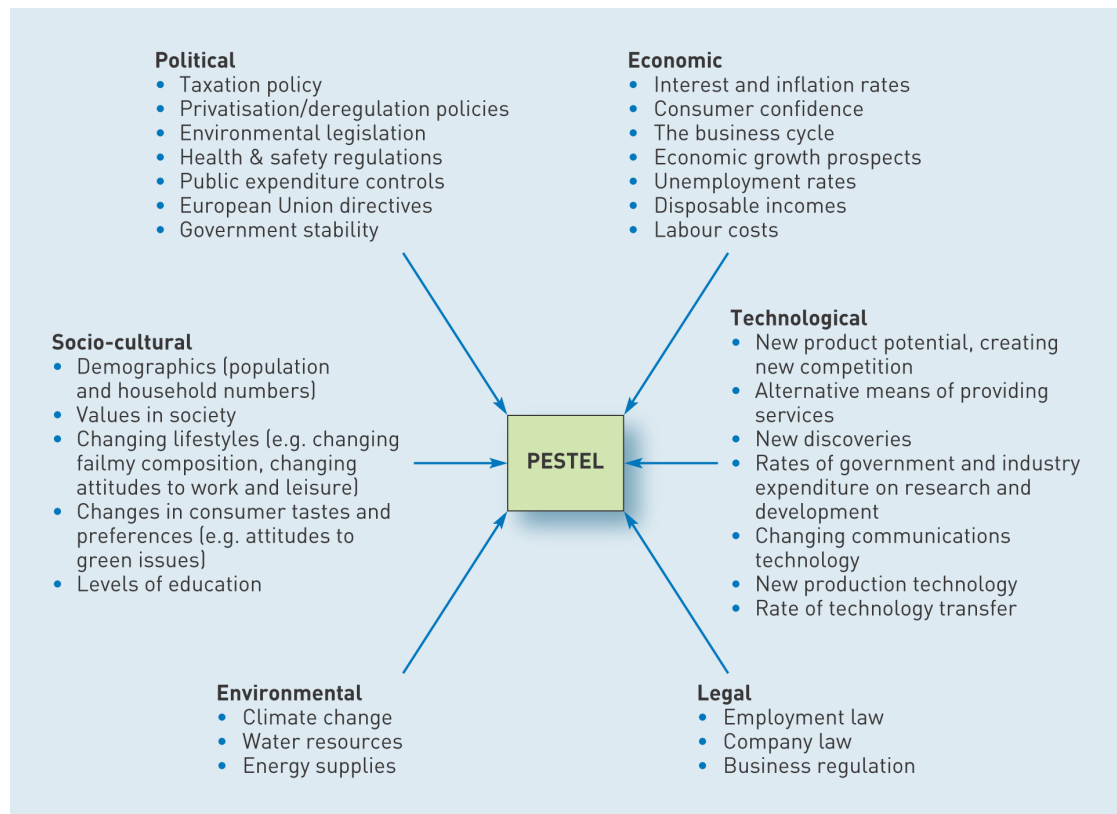 Political
• Taxation policy
• Privatisation/deregulation policies
• Environmental legislation
• Health & safety regulations
• Public expenditure controls
• European Union directives
• Government stability
Economic
• Interest and inflation rates
• Consumer confidence
• The business cycle
• Economic growth prospects
• Unemployment rates
• Disposable incomes
• Labour costs
Socio-cultural
• Demographics (population
and household numbers)
• Values in society
• Changing lifestyles (e.g. changing
failmy composition, changing
attitudes to work and leisure)
• Changes in consumer tastes and
preferences (e.g. attitudes to
green issues)
• Levels of education
PESTEL
Technological
• New product potential, creating
new competition
• Alternative means of providing
services
• New discoveries
• Rates of government and industry
expenditure on research and
development
• Changing communications
technology
• New production technology
• Rate of technology transfer
Environmental
• Climate change
• Water resources
• Energy supplies
Legal
• Employment law
• Company law
• Business regulation